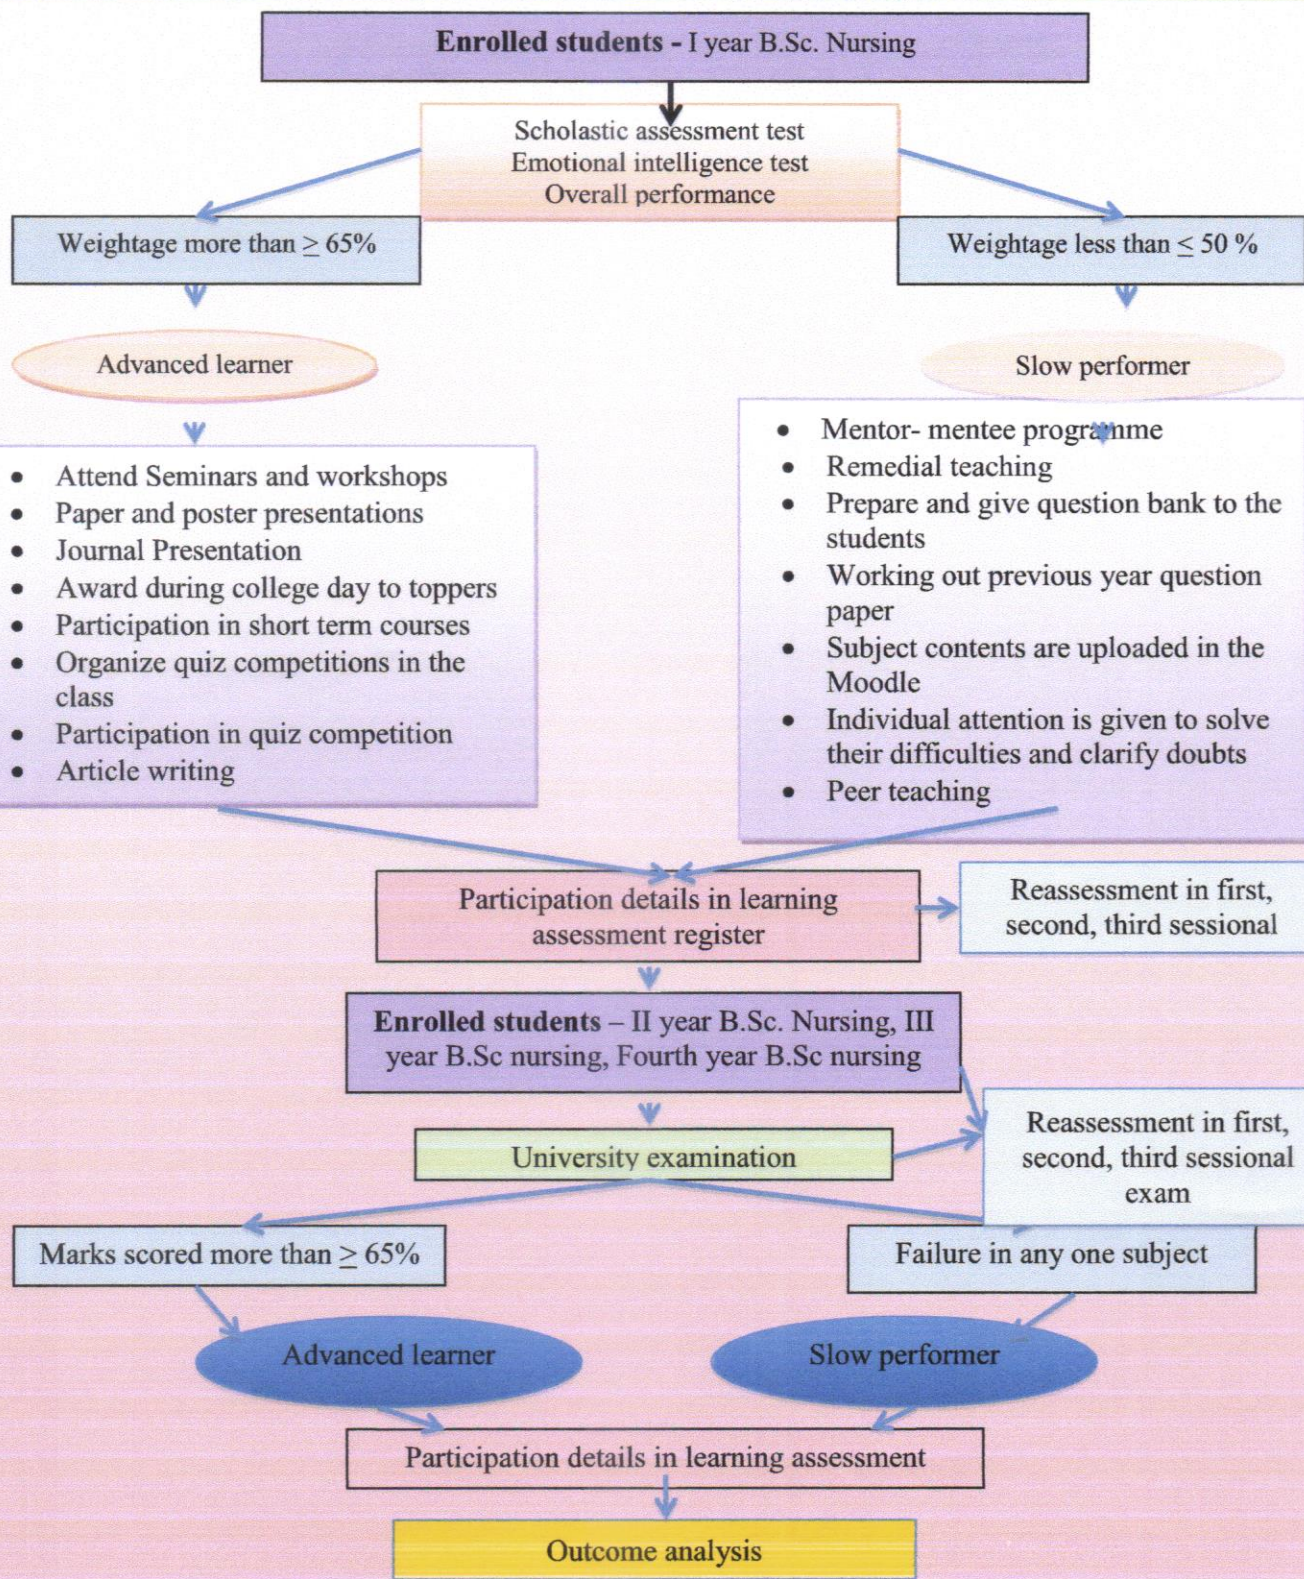 Enrolled students - I year B.Sc. Nursing
Scholastic assessment test
Emotional intelligence test
Overall performance
Weightage more than ≥ 65%
Weightage less than ≤ 50 %
Advanced learner
Slow performer
• Attend Seminars and workshops
• Paper and poster presentations
• Journal Presentation
• Award during college day to toppers
• Participation in short term courses
• Organize quiz competitions in the
class
• Participation in quiz competition
• Article writing
• Mentor- mentee programme
• Remedial teaching
• Prepare and give question bank to the
students
• Working out previous year question
paper
• Subject contents are uploaded in the
Moodle
• Individual attention is given to solve
their difficulties and clarify doubts
• Peer teaching
Participation details in learning
assessment register
Reassessment in first,
second, third sessional
Enrolled students – II year B.Sc. Nursing, III
year B.Sc nursing, Fourth year B.Sc nursing
University examination
Reassessment in first,
second, third sessional
exam
Marks scored more than ≥ 65%
Failure in any one subject
Advanced learner
Slow performer
Participation details in learning assessment
Outcome analysis